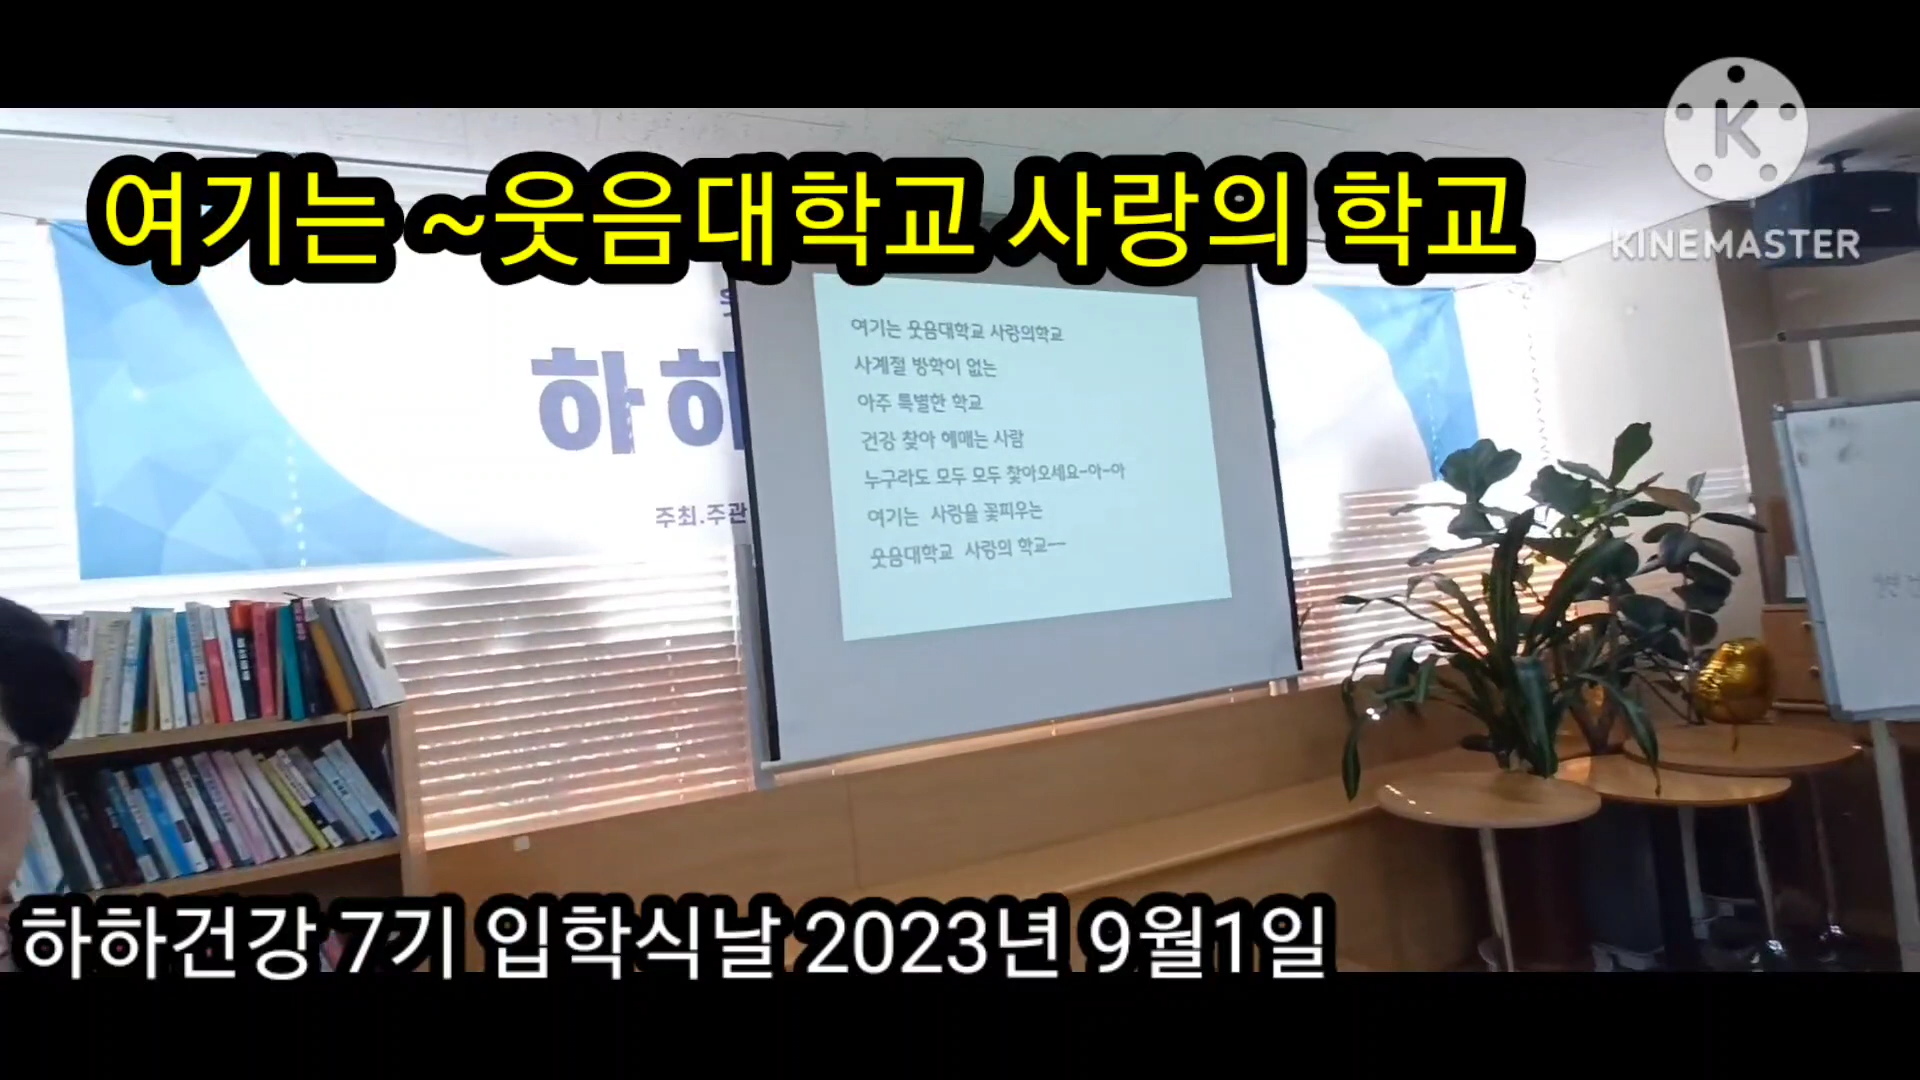 여기는 ~웃음대학교 사랑의 학교
KINEMASTER
하하
주최.주관
여기는 웃음대학교 사랑의학교
사계절 방학이 없는
아주 특별한 학교
건강 찾아 헤매는 사람
누구라도 모두 모두 찾아오세요~아~아
여기는 사랑을 꽃피우는
웃음대학교 사랑의 학교~~
하하건강 7기 입학식날 2023년 9월1일